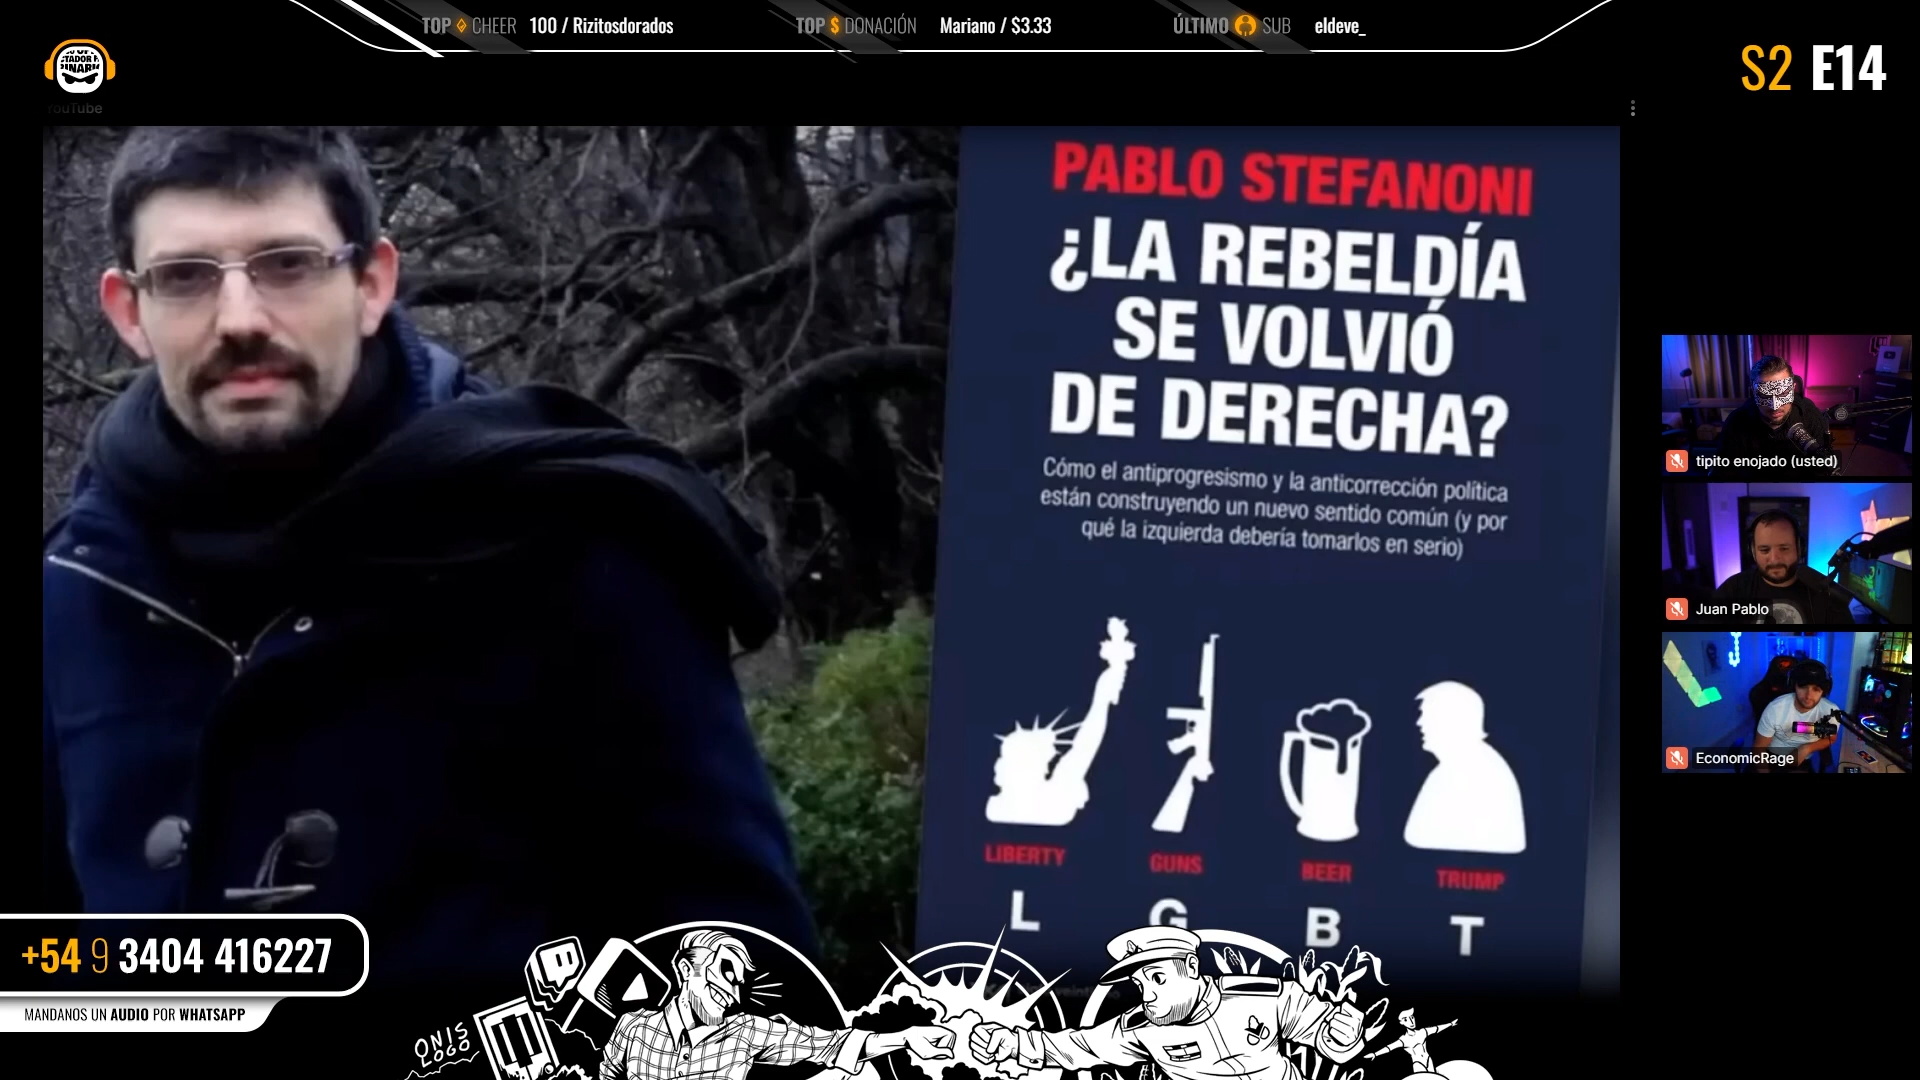 TOP CHEER 100 / Rizitosdorados
TOP $ DONACIÓN Mariano / $3.33
ÚLTIMO SUB eldeve_
S2 E14
YouTube
PABLO STEFANONI
¿LA REBELDÍA
SE VOLVIÓ
DE DERECHA?
Cómo el antiprogresismo y la anticorrección política
están construyendo un nuevo sentido común (y por
qué la izquierda debería tomarlos en serio)
LIBERTY
GUNS
BEER
TRUMP
L
G
B
T
tipito enojado (usted)
Juan Pablo
EconomicRage
+54 9 3404 416227
MANDANOS UN AUDIO POR WHATSAPP
ONIS
LOGO